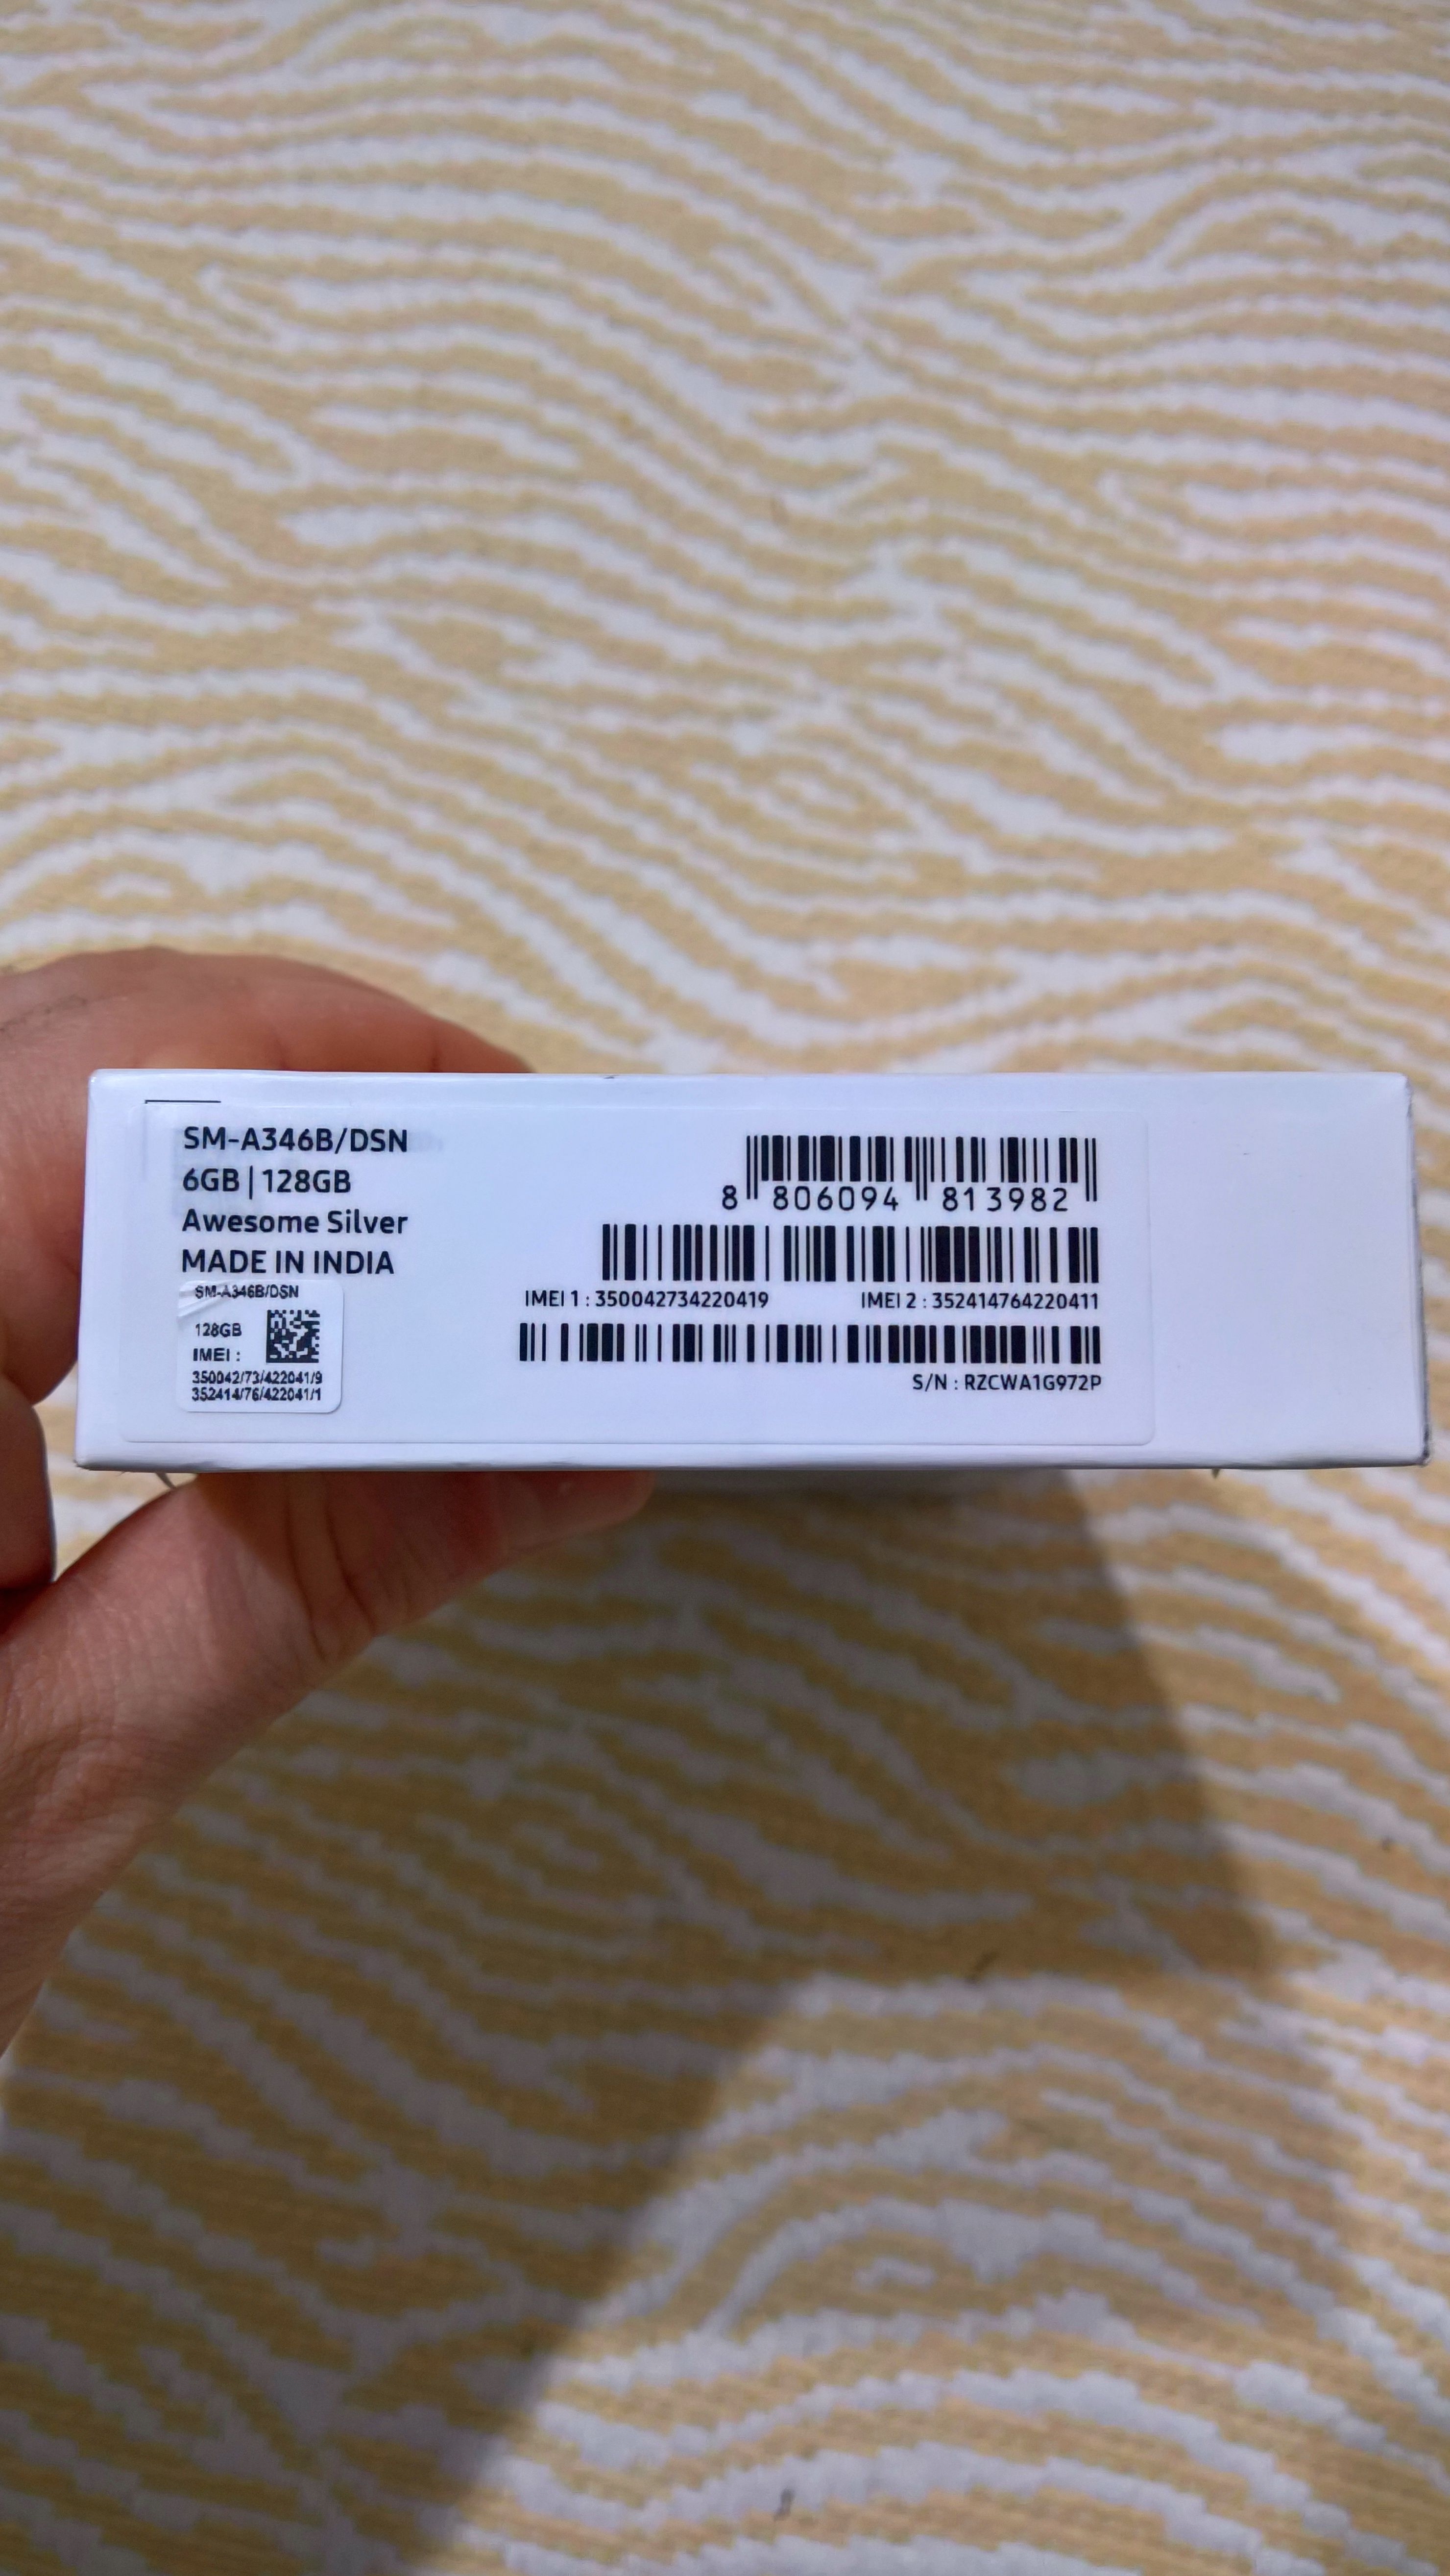 SM-A346B/DSN
6GB | 128GB
Awesome Silver
MADE IN INDIA
SM-A346B/DSN
128GB
IMEI :
350042/73/422041/9
352414/76/422041/1
8 806094 813982
IMEI 1 : 350042734220419 IMEI 2 : 352414764220411
S/N : RZCWA1G972P